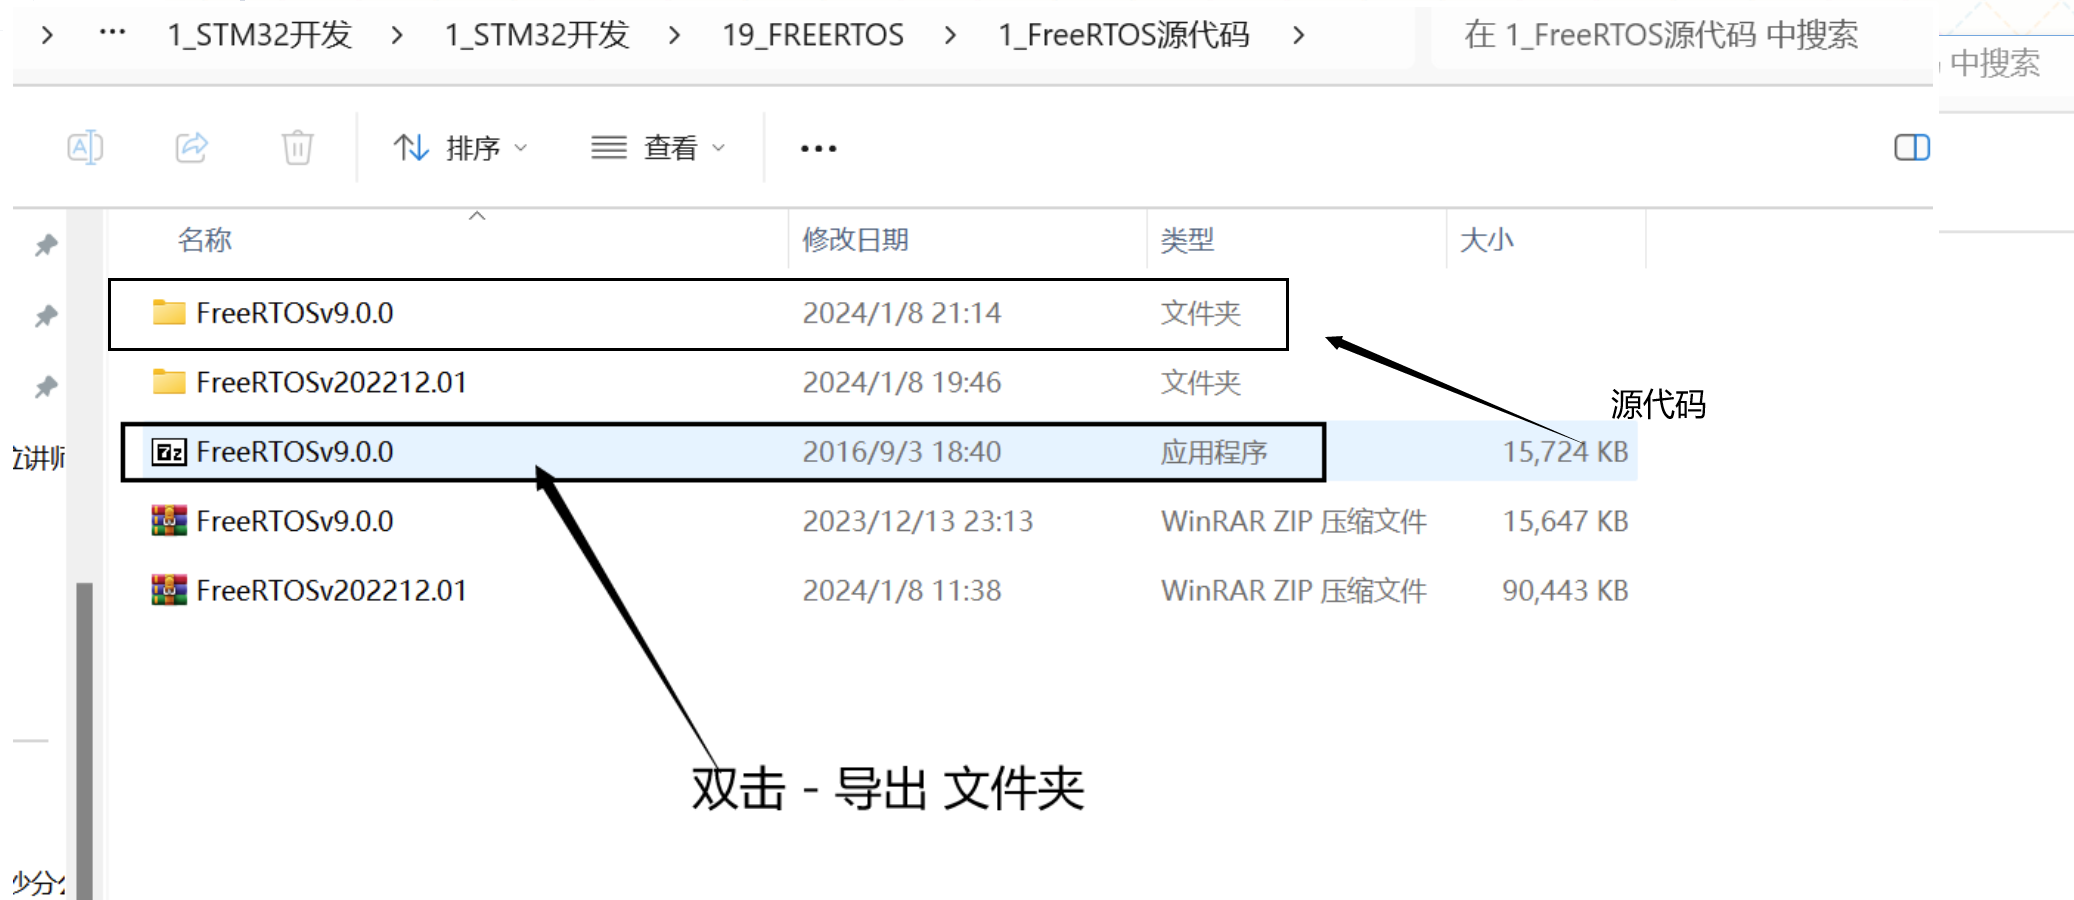 > ··· 1_STM32开发 > 1_STM32开发 > 19_FREERTOS > 1_FreeRTOS源代码 > 在 1_FreeRTOS源代码 中搜索
中搜索
排序 查看 ···
名称 修改日期 类型 大小
FreeRTOSv9.0.0 2024/1/8 21:14 文件夹
FreeRTOSv202212.01 2024/1/8 19:46 文件夹
源代码
讲师
FreeRTOSv9.0.0 2016/9/3 18:40 应用程序 15,724 KB
FreeRTOSv9.0.0 2023/12/13 23:13 WinRAR ZIP 压缩文件 15,647 KB
FreeRTOSv202212.01 2024/1/8 11:38 WinRAR ZIP 压缩文件 90,443 KB
双击 - 导出 文件夹